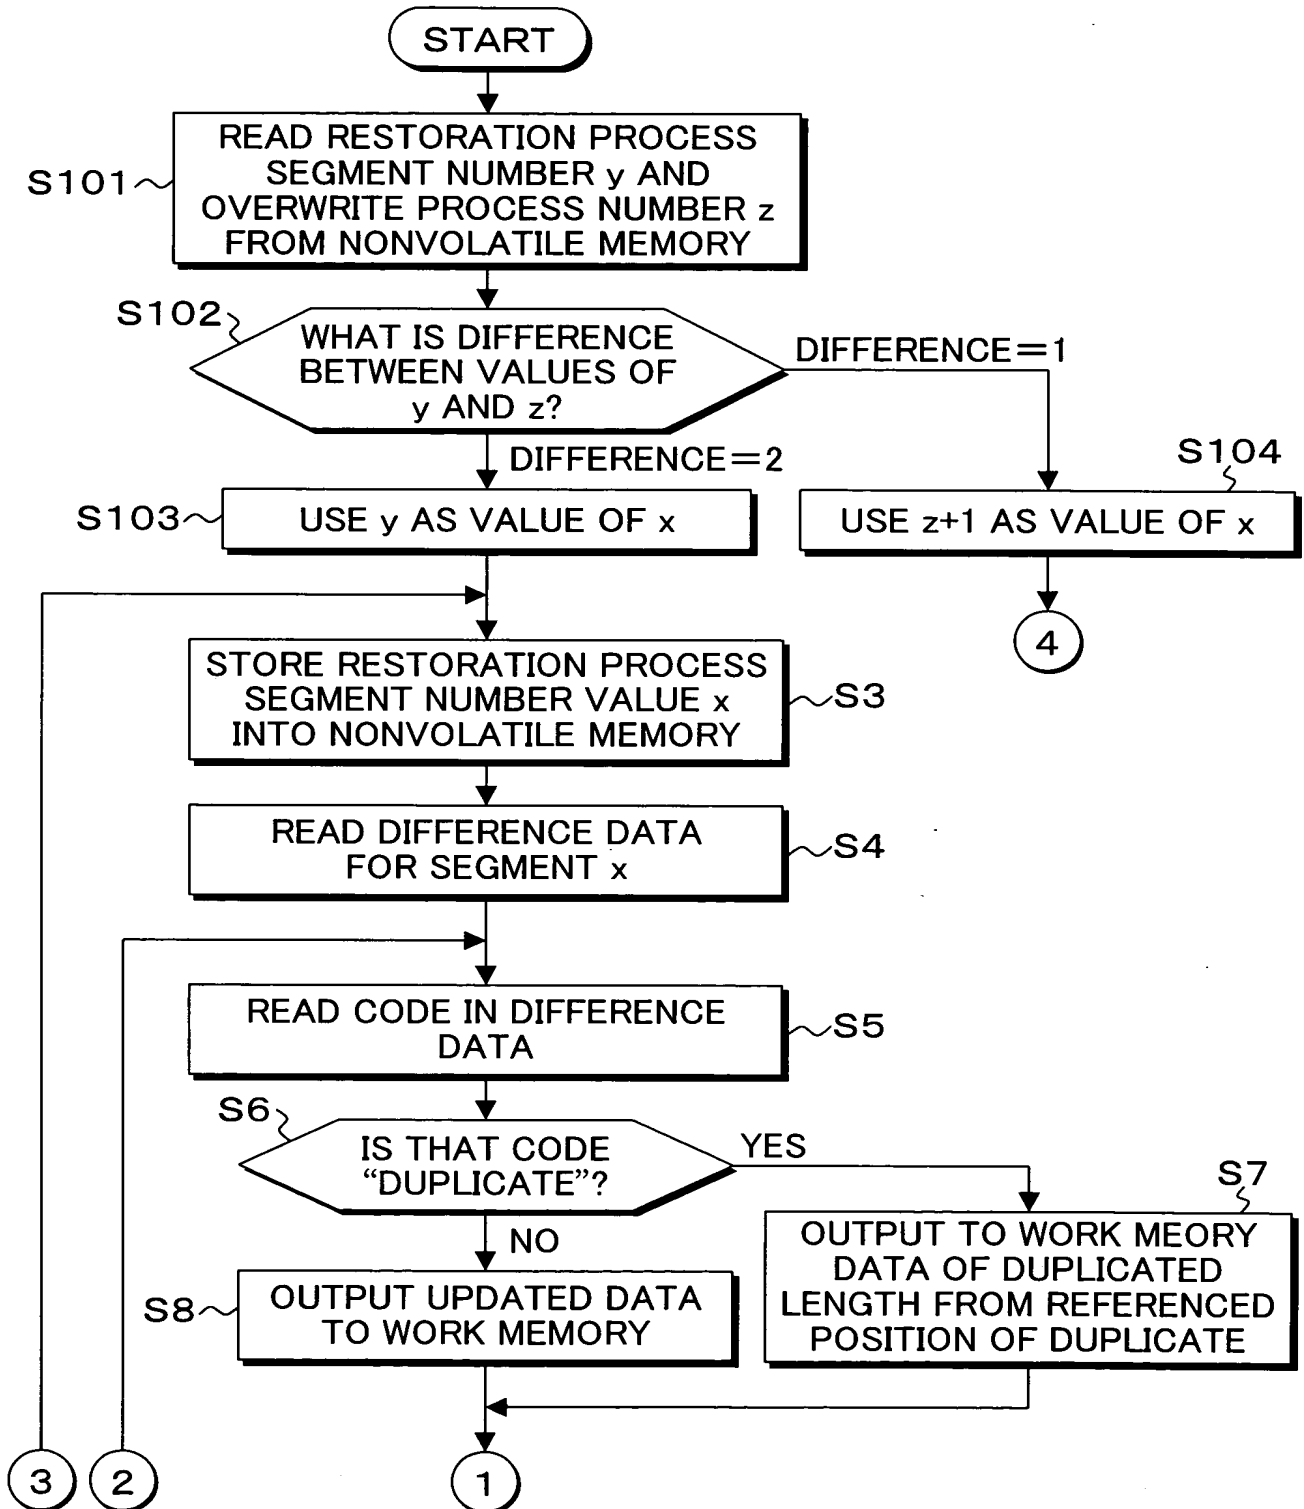 START
READ RESTORATION PROCESS
SEGMENT NUMBER y AND
OVERWRITE PROCESS NUMBER z
FROM NONVOLATILE MEMORY
S101
S102
WHAT IS DIFFERENCE
BETWEEN VALUES OF
y AND z?
DIFFERENCE=1
DIFFERENCE=2
S103
USE y AS VALUE OF x
S104
USE z+1 AS VALUE OF x
4
STORE RESTORATION PROCESS
SEGMENT NUMBER VALUE x
INTO NONVOLATILE MEMORY
S3
READ DIFFERENCE DATA
FOR SEGMENT x
S4
READ CODE IN DIFFERENCE
DATA
S5
S6
IS THAT CODE
“DUPLICATE”?
YES
NO
S7
OUTPUT TO WORK MEORY
DATA OF DUPLICATED
LENGTH FROM REFERENCED
POSITION OF DUPLICATE
S8
OUTPUT UPDATED DATA
TO WORK MEMORY
3
2
1